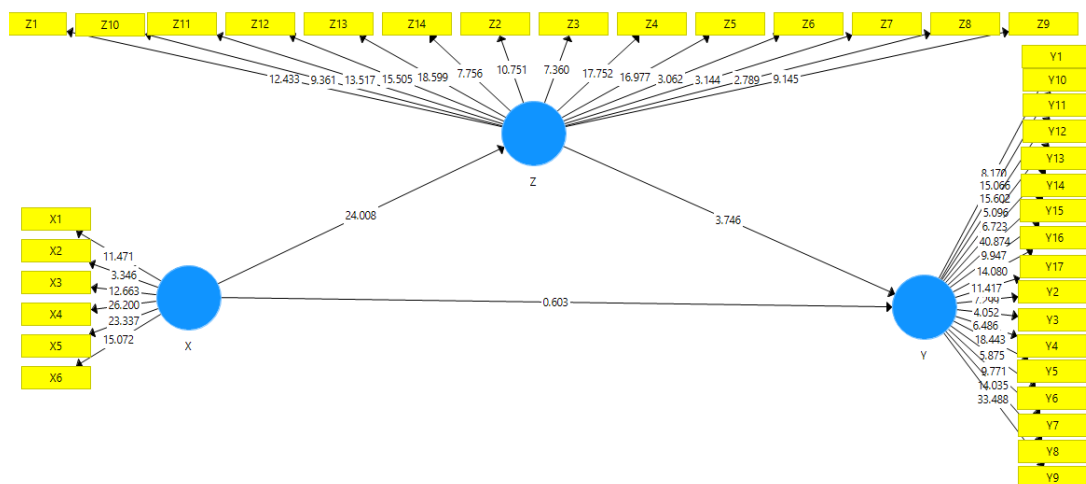 Z1 Z10 Z11 Z12 Z13 Z14 Z2 Z3 Z4 Z5 Z6 Z7 Z8 Z9
12.433 9.361 13.517 15.505 18.599 7.756 10.751 7.360 17.752 16.977 3.062 3.144 2.789 9.145
Z
24.008
3.746
0.603
X1
X2
X3
X4
X5
X6
11.471
3.346
12.663
26.200
23.337
15.072
X
Y
8.170
15.066
15.602
5.096
6.723
40.874
9.947
14.080
11.417
7.299
4.052
6.486
18.443
5.875
9.771
14.035
33.488
Y1
Y10
Y11
Y12
Y13
Y14
Y15
Y16
Y17
Y2
Y3
Y4
Y5
Y6
Y7
Y8
Y9